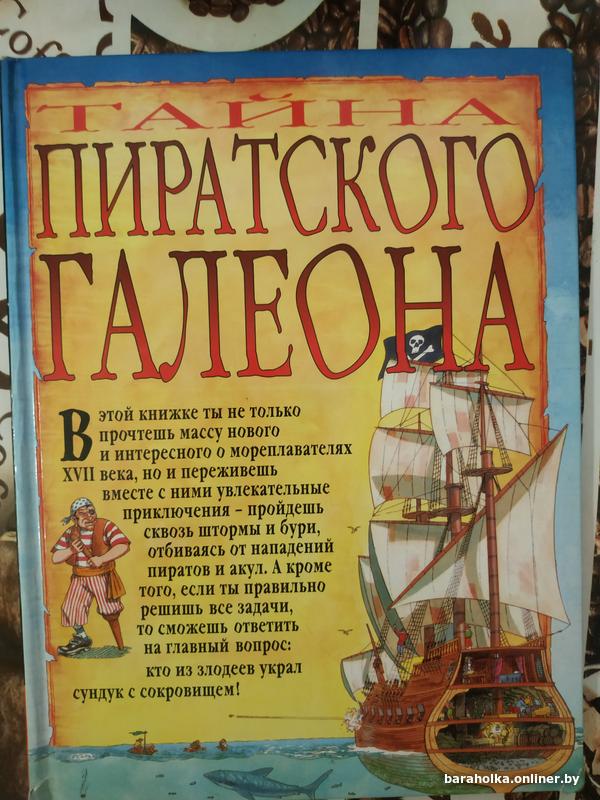 ТАЙНА
ПИРАТСКОГО
ГАЛЕОНА
В этой книжке ты не только
прочтешь массу нового
и интересного о мореплавателях
XVII века, но и переживешь
вместе с ними увлекательные
приключения – пройдешь
сквозь штормы и бури,
отбиваясь от нападений
пиратов и акул. А кроме
того, если ты правильно
решишь все задачи,
то сможешь ответить
на главный вопрос:
кто из злодеев украл
сундук с сокровищем!
baraholka.onliner.by